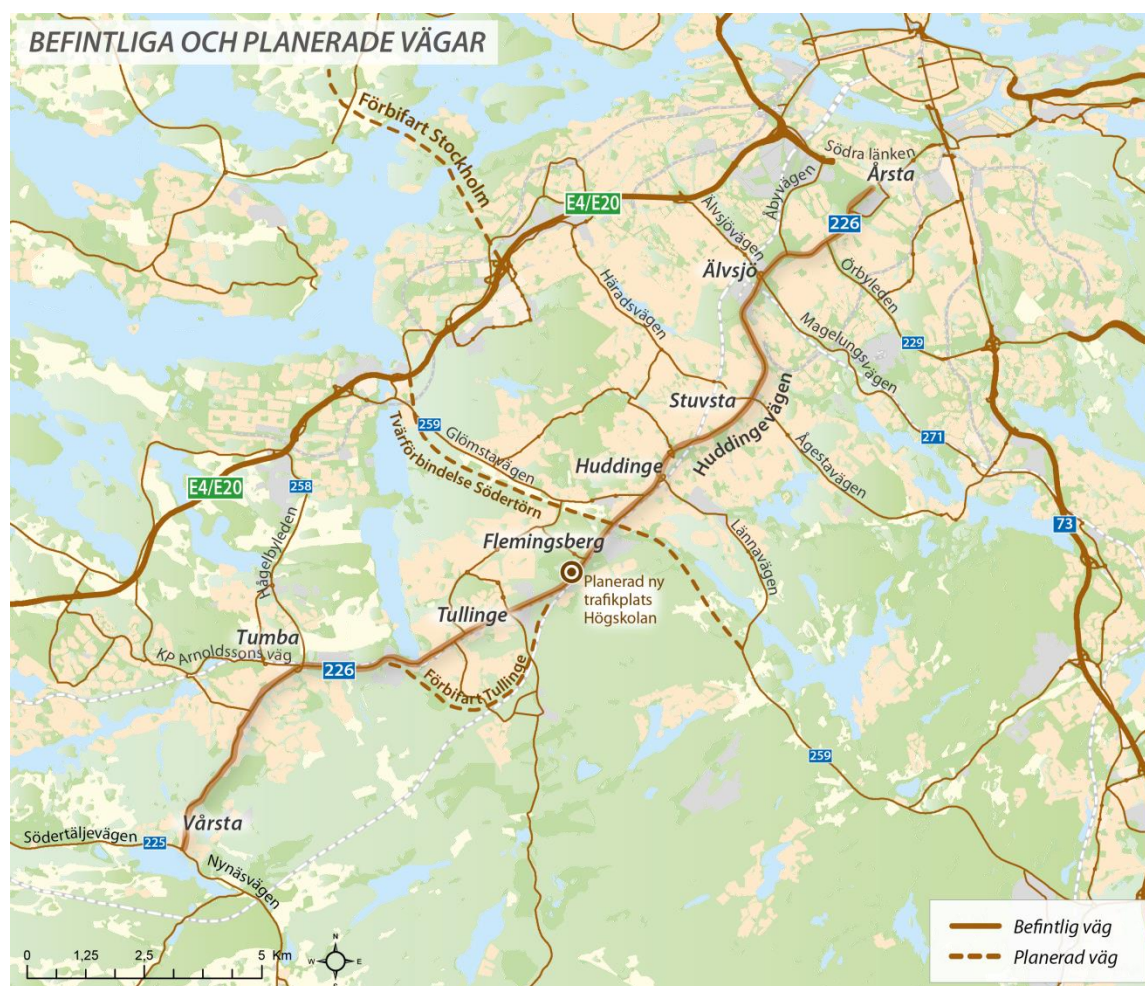 BEFINTLIGA OCH PLANERADE VÄGAR
Förbifart Stockholm
Södra länken
Årsta
E4/E20
Åbyvägen
Älvsjövägen
226
Älvsjö
Örbyleden
Häradsvägen
Magelungsvägen
229
Stuvsta
Huddingevägen
259
Glömstavägen
Tvärförbindelse Södertörn
271
Huddinge
Ågestavägen
E4/E20
258
73
Flemingsberg
Lännavägen
Hågelbyleden
Planerad ny
trafikplats
Högskolan
Tullinge
Tumba
KP Arnoldssons väg
226
Förbifart Tullinge
259
Vårsta
Södertäljevägen
225
Nynäsvägen
Befintlig väg
Planerad väg
0 1,25 2,5 5 Km
N
W E
S